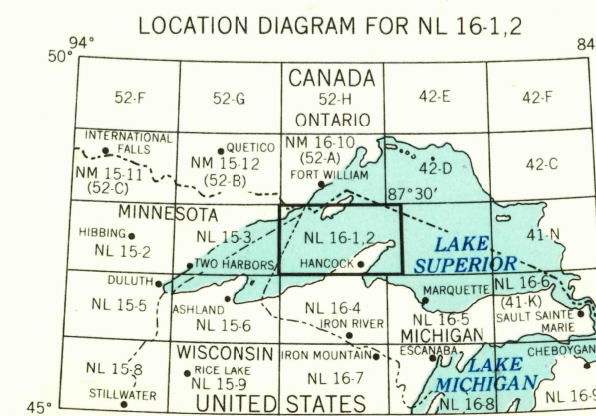 LOCATION DIAGRAM FOR NL 16-1,2
94°
84
50°
CANADA
52-F
52-G
52-H
42-E
42-F
ONTARIO
INTERNATIONAL
FALLS
QUETICO
NM 16-10
(52-A)
NM 15-11
(52-C)
NM 15-12
(52-B)
FORT WILLIAM
42-D
42-C
87°30'
MINNESOTA
HIBBING
NL 15-2
NL 15-3
NL 16-1,2
LAKE
SUPERIOR
41-N
TWO HARBORS
HANCOCK
DULUTH
NL 15-5
ASHLAND
NL 15-6
NL 16-4
IRON RIVER
MARQUETTE
NL 16-5
MICHIGAN
NL 16-6
(41-K)
SAULT SAINTE
MARIE
WISCONSIN
NL 15-8
RICE LAKE
NL 15-9
IRON MOUNTAIN
NL 16-7
ESCANABA
LAKE
MICHIGAN
NL 16-8
CHEBOYGAN
NL 16-9
STILLWATER
45°
UNITED STATES